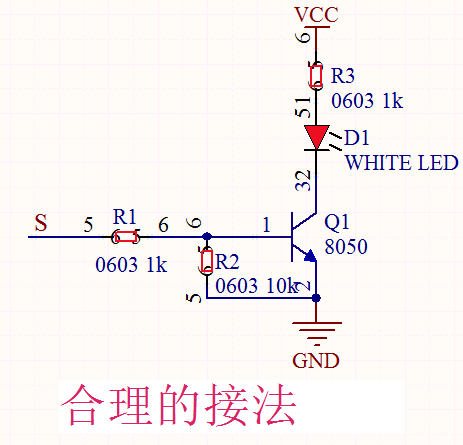 VCC
6
R3
5
0603 1k
51
D1
WHITE LED
32
S
5
R1
6
6
1
Q1
8050
0603 1k
R2
0603 10k
5
2
GND
合理的接法